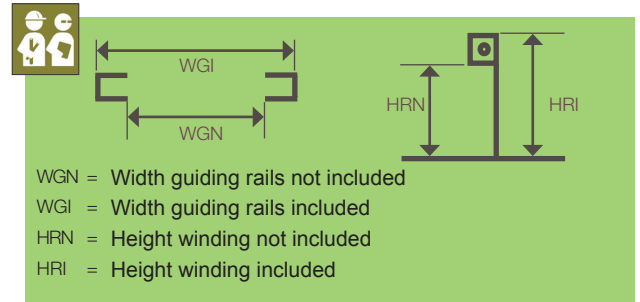 WGI
WGN
HRN
HRI
WGN = Width guiding rails not included
WGI = Width guiding rails included
HRN = Height winding not included
HRI = Height winding included